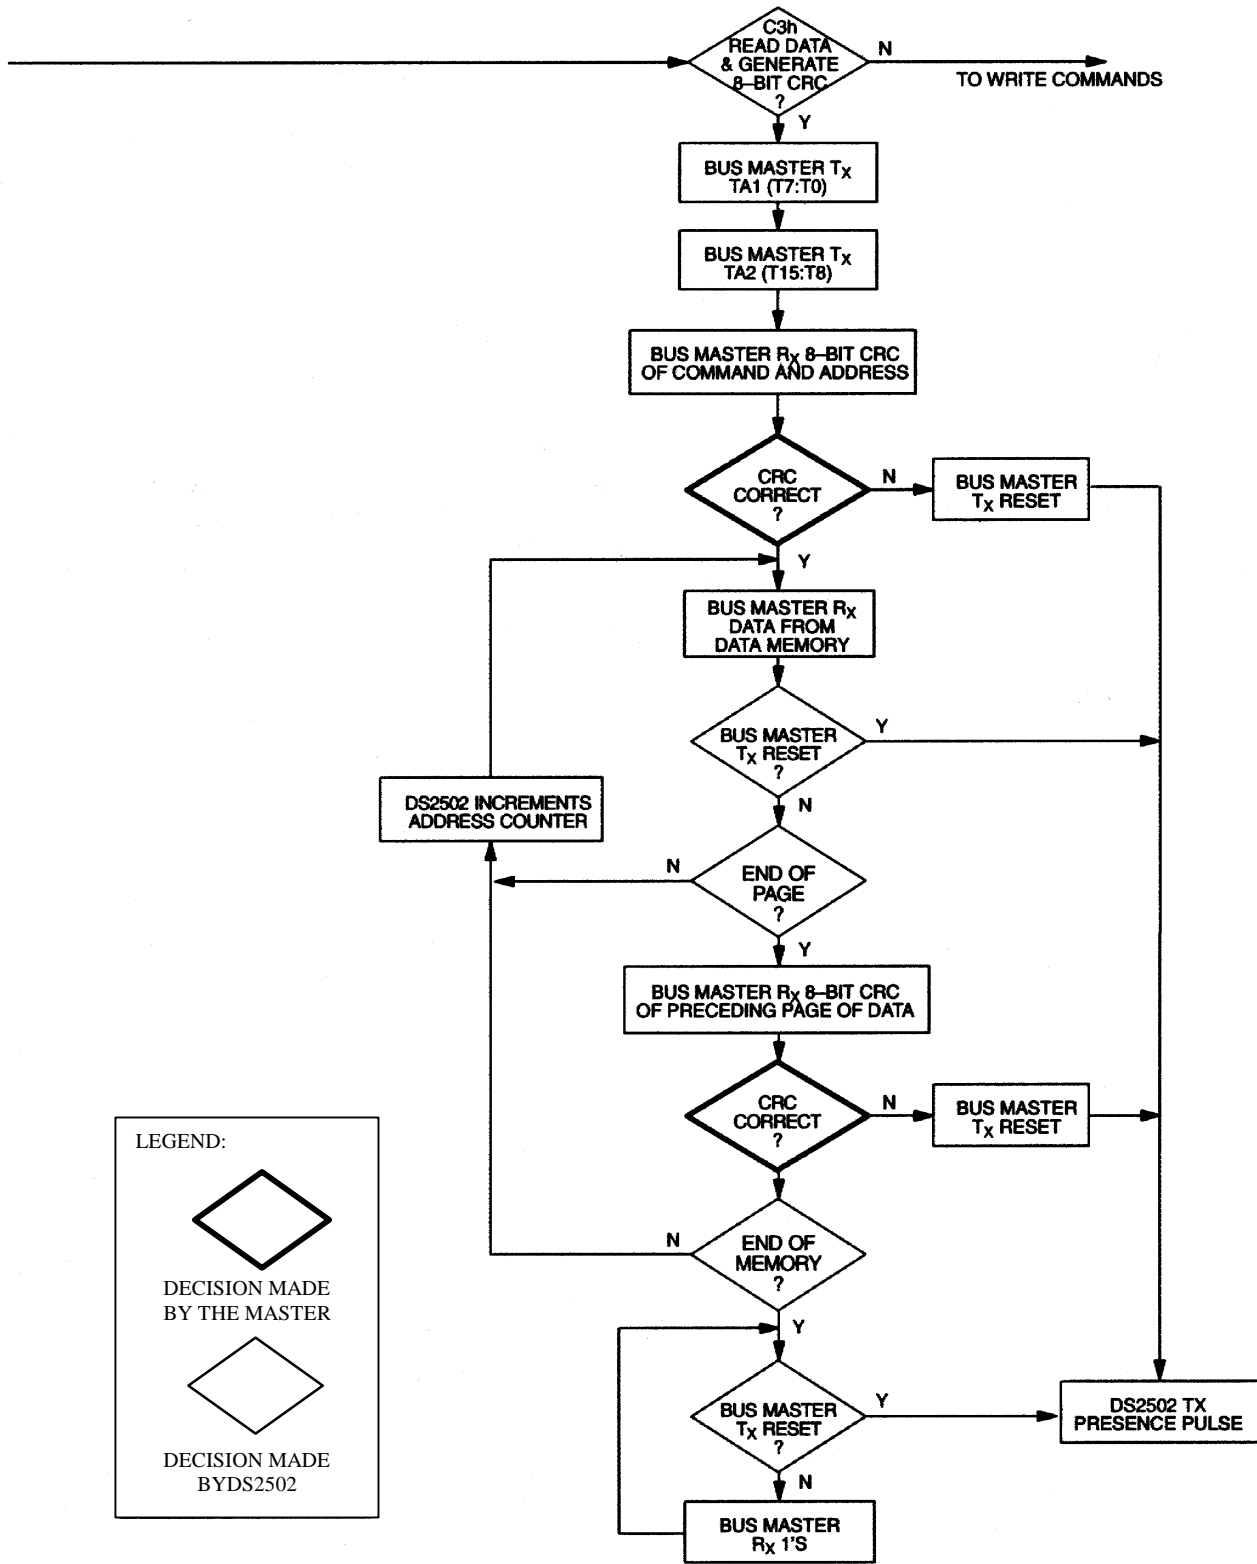 C3h
READ DATA
& GENERATE
8–BIT CRC
?
N
TO WRITE COMMANDS
Y
BUS MASTER TX
TA1 (T7:T0)
BUS MASTER TX
TA2 (T15:T8)
BUS MASTER RX 8–BIT CRC
OF COMMAND AND ADDRESS
CRC
CORRECT
?
N
BUS MASTER
TX RESET
Y
BUS MASTER RX
DATA FROM
DATA MEMORY
BUS MASTER
TX RESET
?
Y
N
DS2502 INCREMENTS
ADDRESS COUNTER
END OF
PAGE
?
N
Y
BUS MASTER RX 8–BIT CRC
OF PRECEDING PAGE OF DATA
CRC
CORRECT
?
N
BUS MASTER
TX RESET
END OF
MEMORY
?
N
Y
BUS MASTER
TX RESET
?
Y
DS2502 TX
PRESENCE PULSE
N
BUS MASTER
RX 1'S
LEGEND:
DECISION MADE
BY THE MASTER
DECISION MADE
BYDS2502